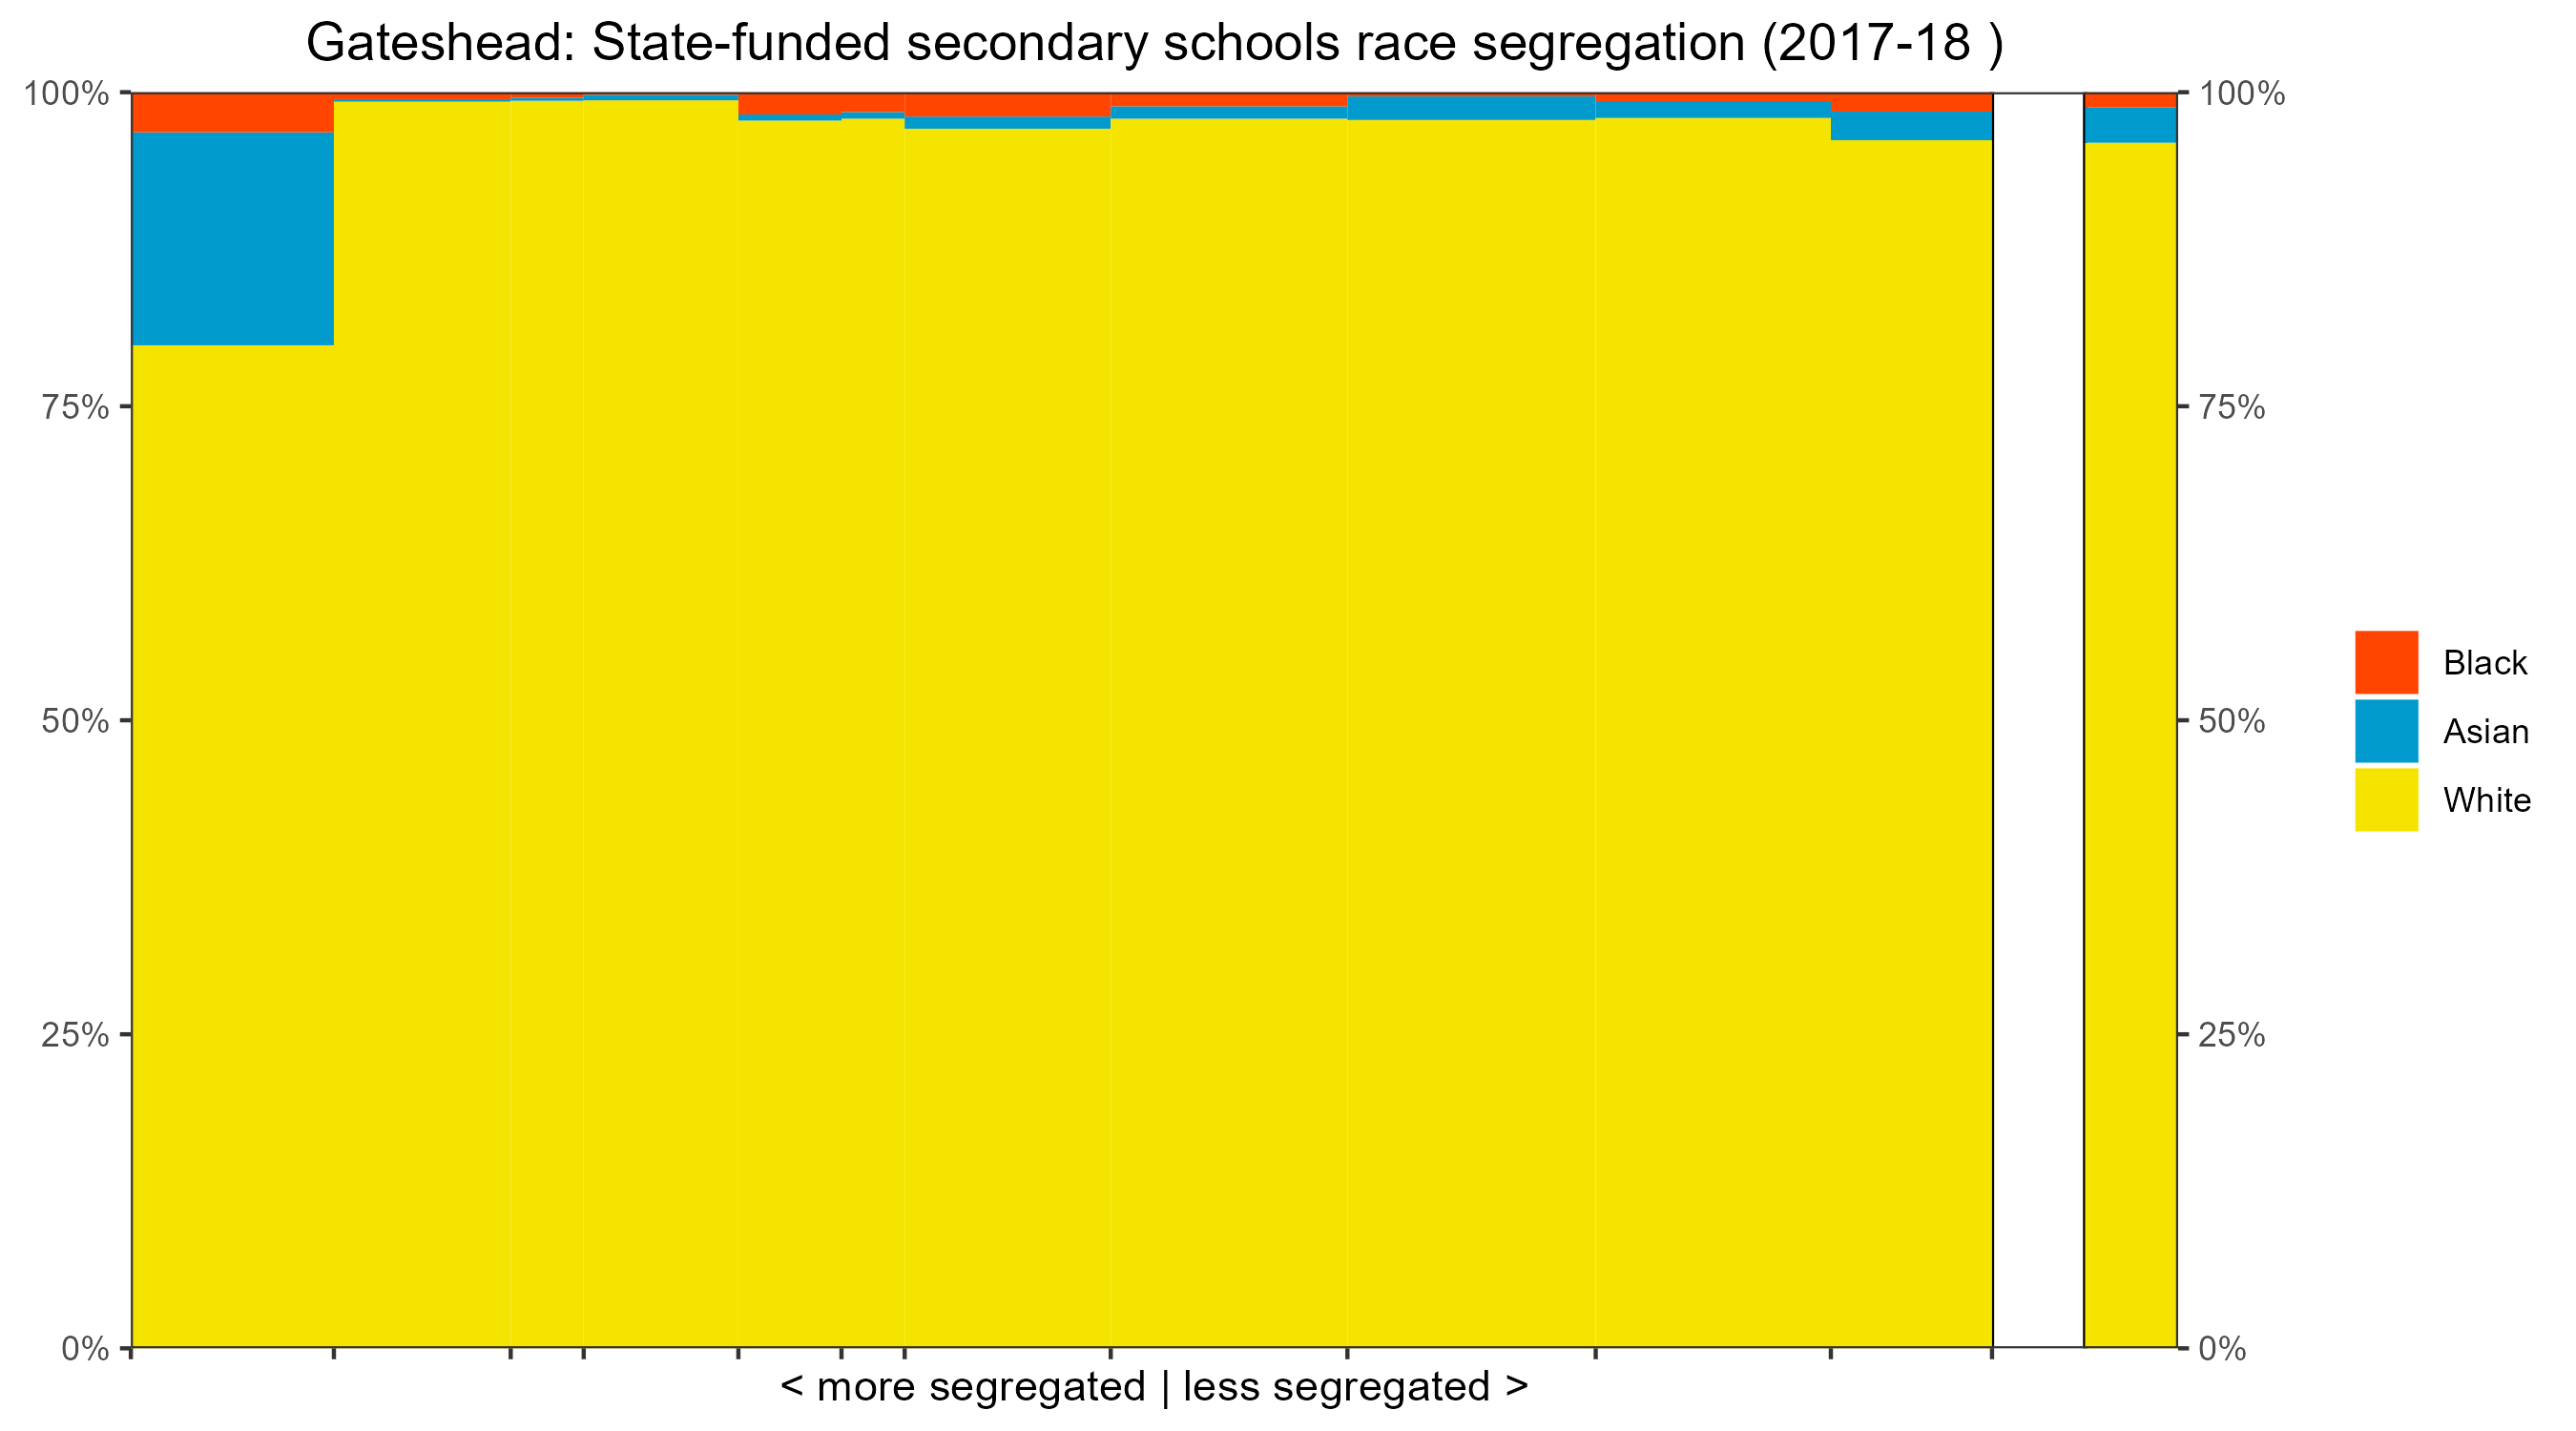 Gateshead: State-funded secondary schools race segregation (2017-18 )
100%
75%
50%
25%
0%
100%
75%
50%
25%
0%
Black
Asian
White
< more segregated | less segregated >